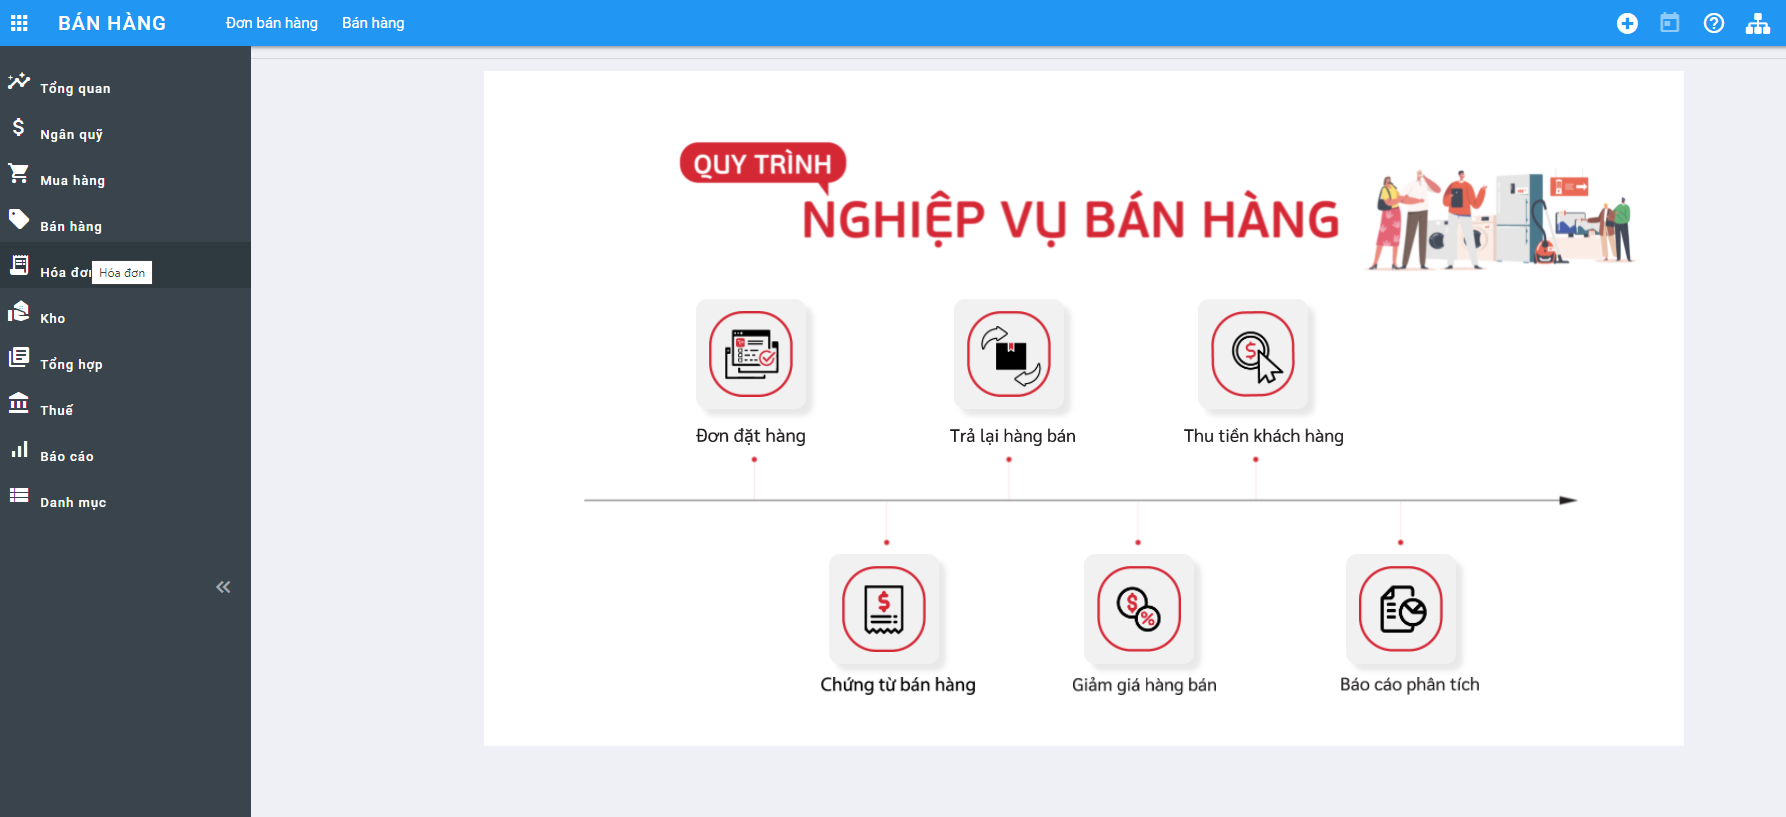 BÁN HÀNG
Đơn bán hàng
Bán hàng
Tổng quan
Ngân quỹ
Mua hàng
Bán hàng
Hóa đơn
Hóa đơn
Kho
Tổng hợp
Thuế
Báo cáo
Danh mục
QUY TRÌNH
NGHIỆP VỤ BÁN HÀNG
Đơn đặt hàng
Trả lại hàng bán
Thu tiền khách hàng
Chứng từ bán hàng
Giảm giá hàng bán
Báo cáo phân tích